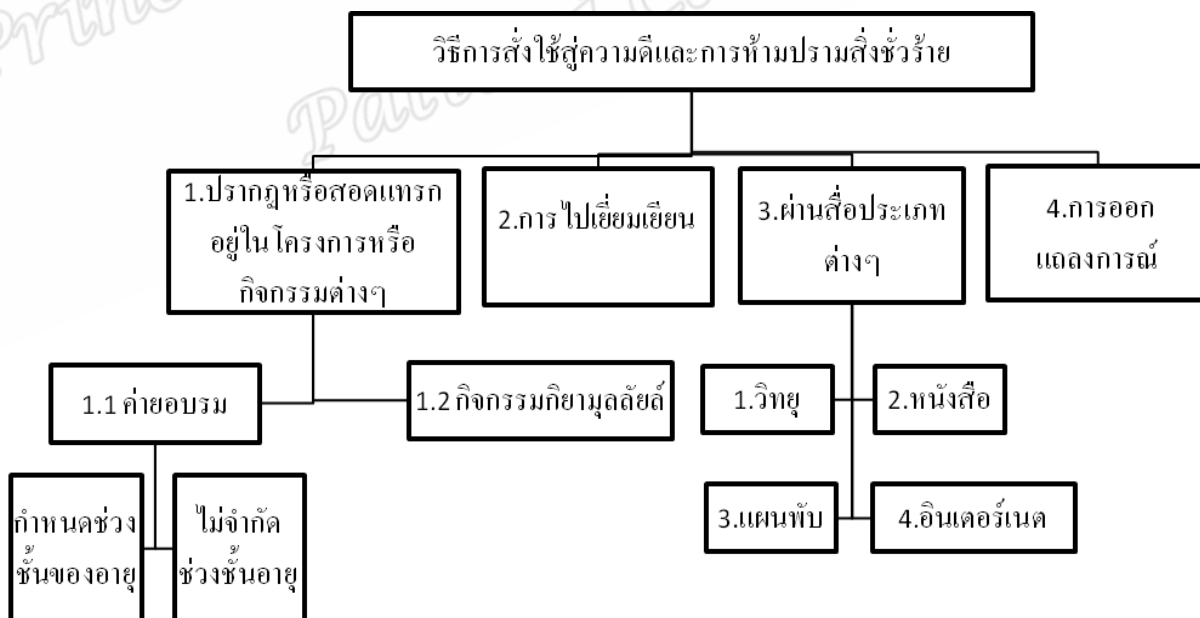 วิธีการสั่งใช้สู่ความดีและการห้ามปรามสิ่งชั่วร้าย
1.ปรากฎหรือสอดแทรก
อยู่ในโครงการหรือ
กิจกรรมต่างๆ
2.การไปเยี่ยมเยียน
3.ผ่านสื่อประเภท
ต่างๆ
4.การออก
แถลงการณ์
1.1 ค่ายอบรม
1.2 กิจกรรมกิยามุลลัยล์
1.วิทยุ
2.หนังสือ
กำหนดช่วง
ชั้นของอายุ
ไม่จำกัด
ช่วงชั้นอายุ
3.แผนพับ
4.อินเตอร์เนต